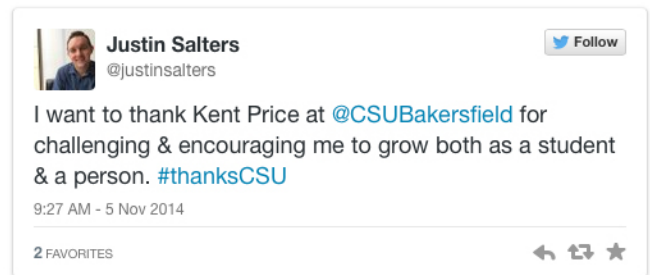 Justin Salters
@justinsalters
Follow
I want to thank Kent Price at @CSUBakersfield for
challenging & encouraging me to grow both as a student
& a person. #thanksCSU
9:27 AM - 5 Nov 2014
2 FAVORITES